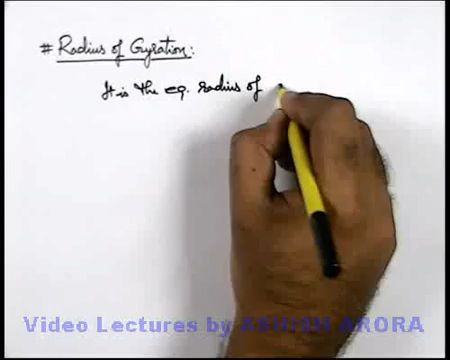 # Radius of Gyration:
It is the eq. radius of
Video Lectures by ASHISH ARORA